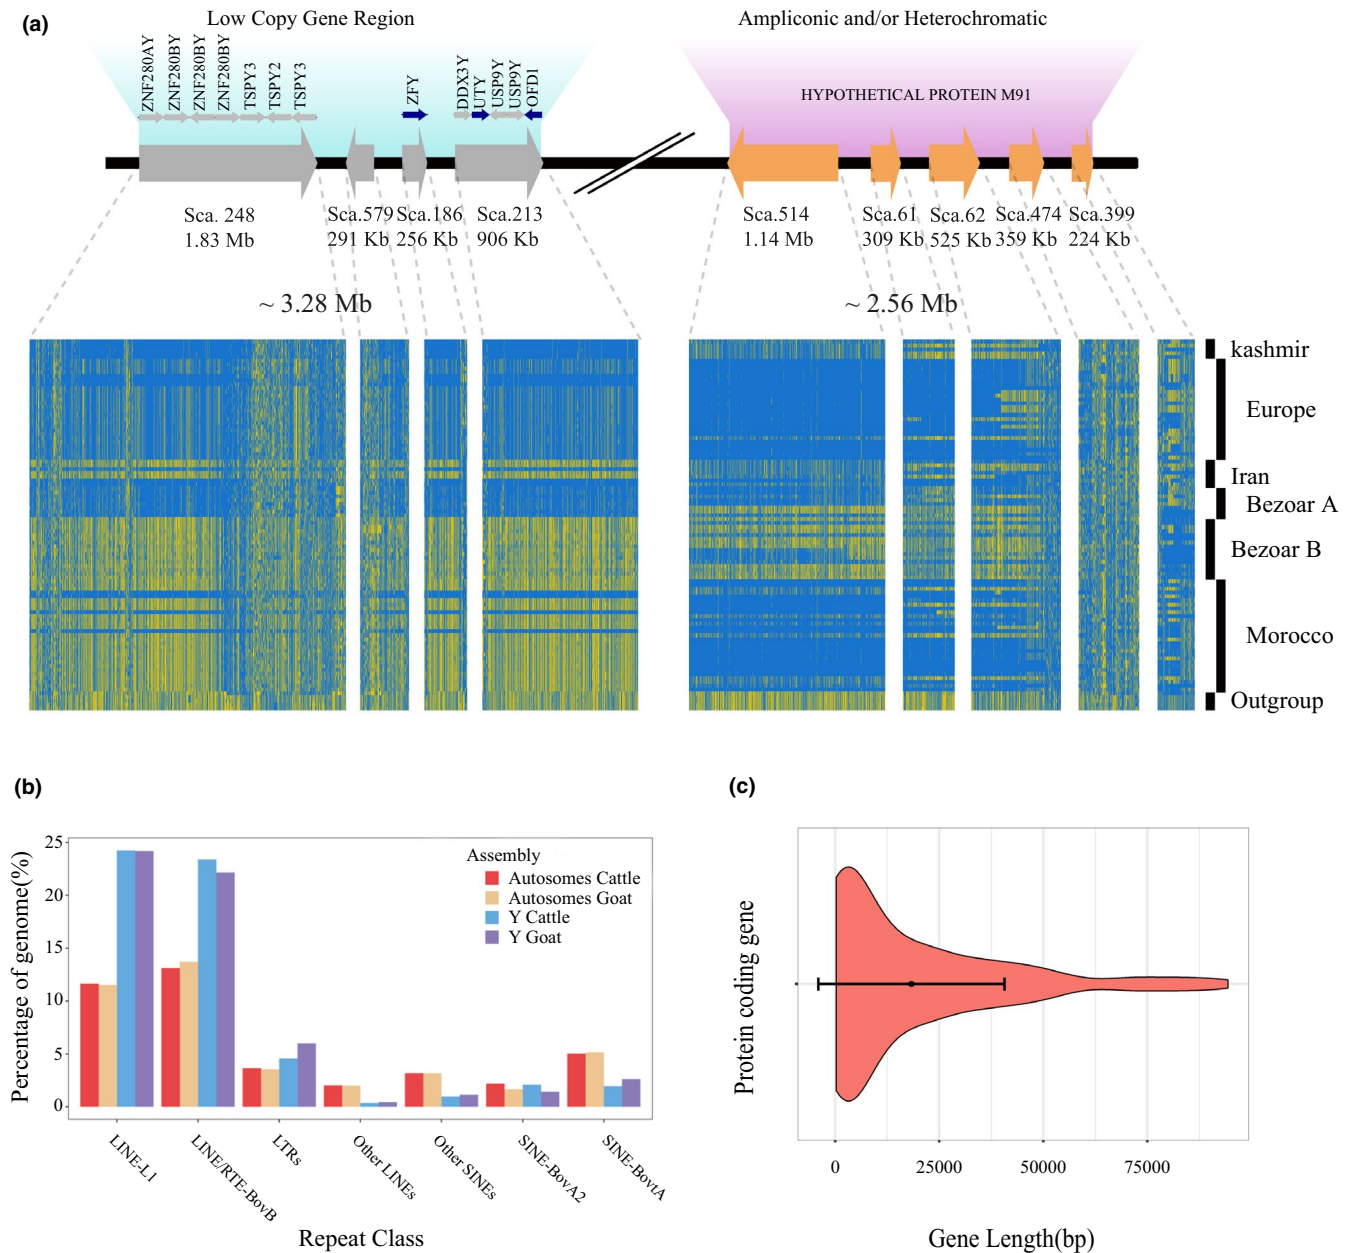 (a)
Low Copy Gene Region
Ampliconic and/or Heterochromatic
ZNF280AY
ZNF280BY
ZNF280BY
ZNF280BY
TSPY3
TSPY2
TSPY3
ZFY
DDX3Y
UTY
USP9Y
USP9Y
OFD1
HYPOTHETICAL PROTEIN M91
Sca. 248
1.83 Mb
Sca.579
291 Kb
Sca.186
256 Kb
Sca.213
906 Kb
Sca.514
1.14 Mb
Sca.61
309 Kb
Sca.62
525 Kb
Sca.474
359 Kb
Sca.399
224 Kb
~ 3.28 Mb
~ 2.56 Mb
kashmir
Europe
Iran
Bezoar A
Bezoar B
Morocco
Outgroup
(b)
Percentage of genome(%)
25
20
15
10
5
0
Assembly
Autosomes Cattle
Autosomes Goat
Y Cattle
Y Goat
LINE-L1
LINE/RTE-BovB
LTRs
Other LINEs
Other SINEs
SINE-BovA2
SINE-BovtA
Repeat Class
(c)
Protein coding gene
0
25000
50000
75000
Gene Length(bp)